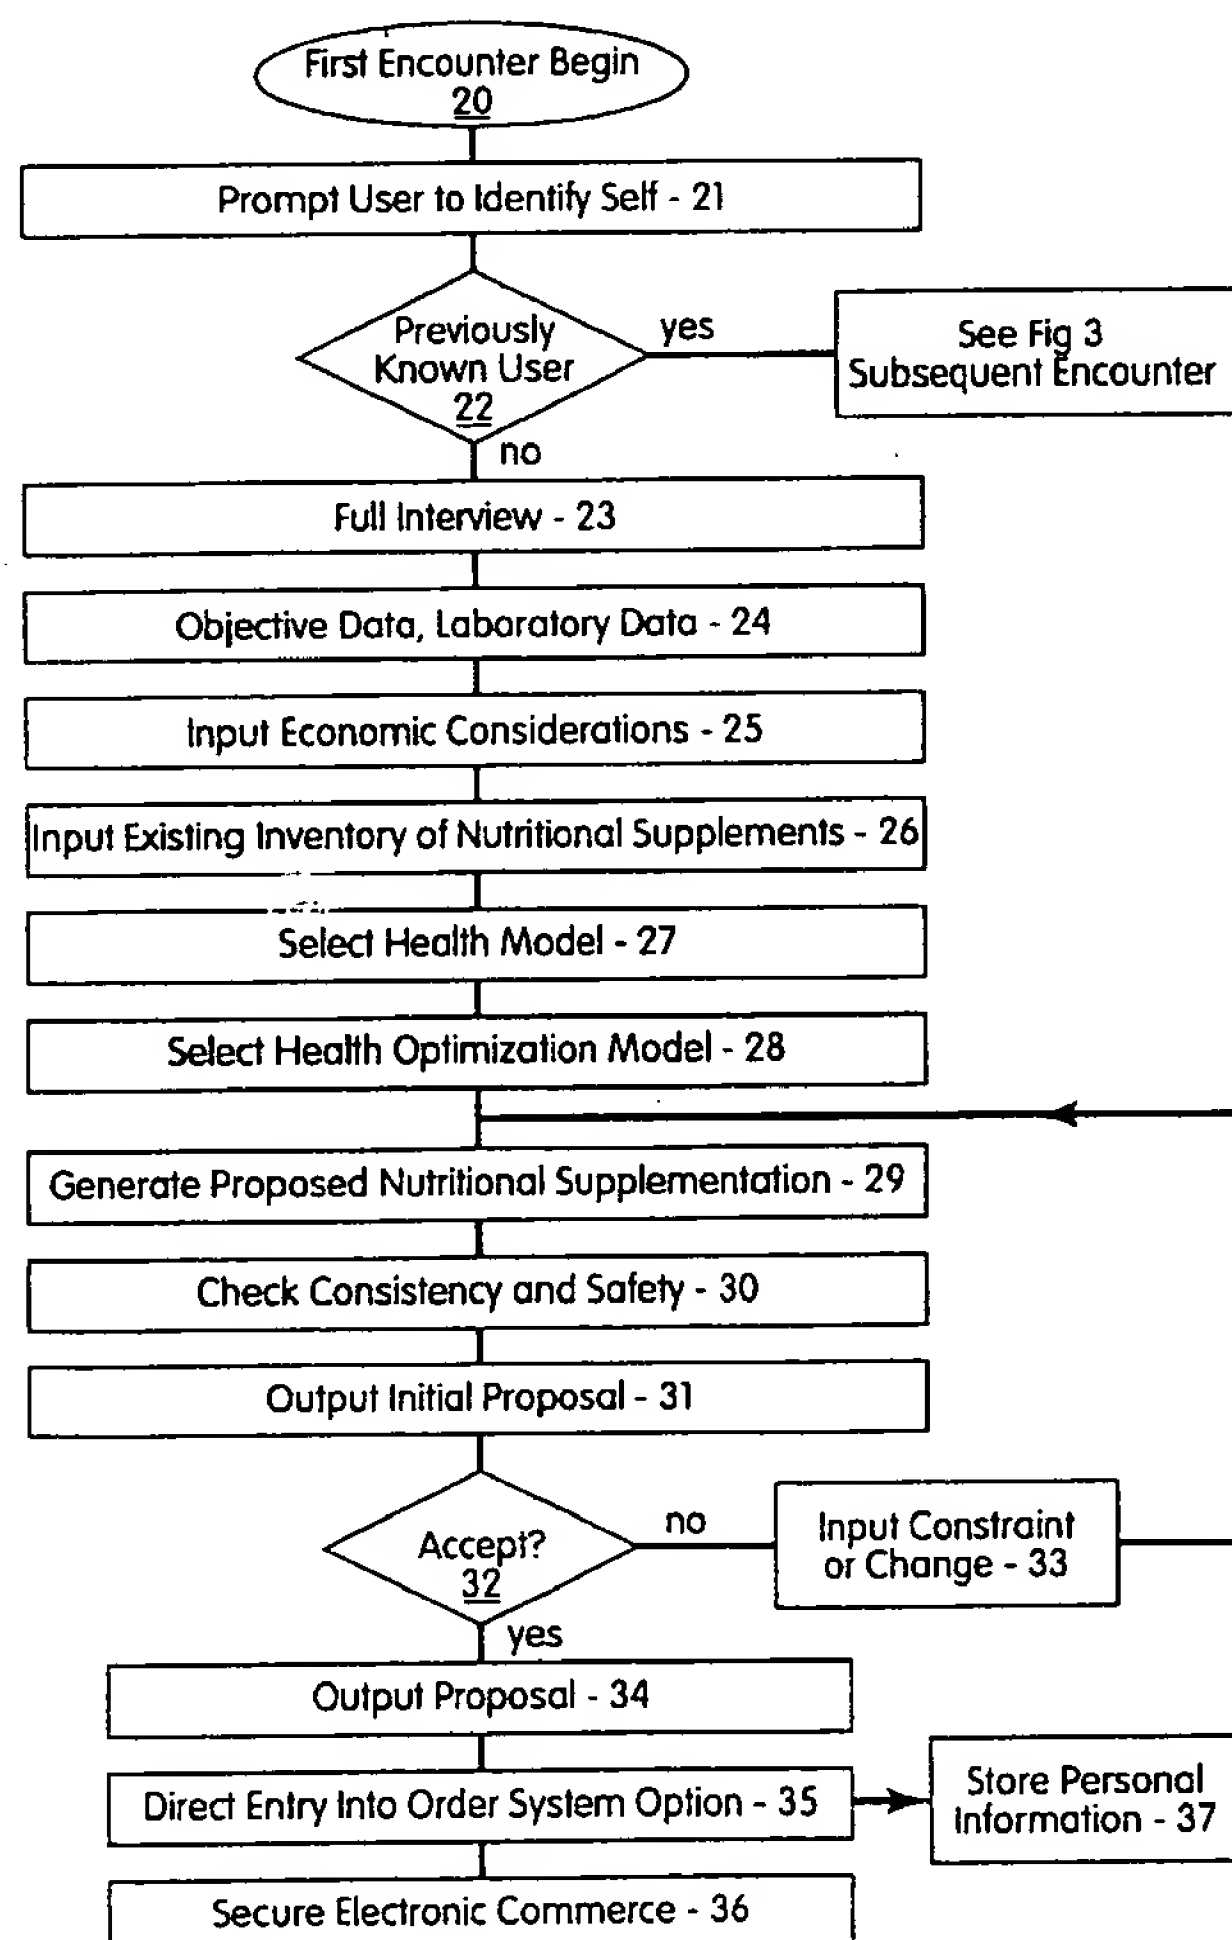 First Encounter Begin
20
Prompt User to Identify Self - 21
Previously
Known User
22
yes
See Fig 3
Subsequent Encounter
no
Full Interview - 23
Objective Data, Laboratory Data - 24
Input Economic Considerations - 25
Input Existing Inventory of Nutritional Supplements - 26
Select Health Model - 27
Select Health Optimization Model - 28
Generate Proposed Nutritional Supplementation - 29
Check Consistency and Safety - 30
Output Initial Proposal - 31
Accept?
32
no
Input Constraint
or Change - 33
yes
Output Proposal - 34
Direct Entry Into Order System Option - 35
Store Personal
Information - 37
Secure Electronic Commerce - 36